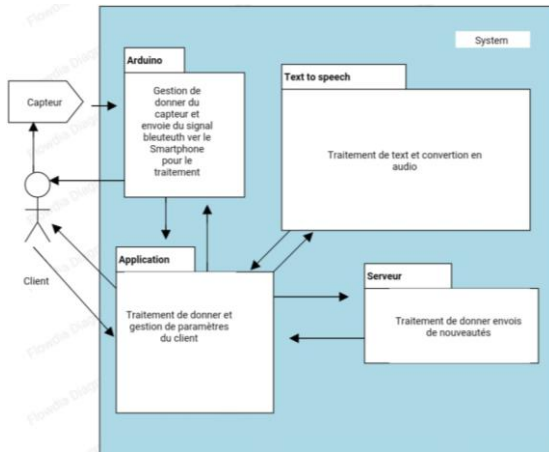 System
Arduino
Gestion de
donner du
capteur et
envoie du signal
bleuteuth ver le
Smartphone
pour le
traitement
Text to speech
Traitement de text et convertion en
audio
Capteur
Client
Application
Traitement de donner et
gestion de paramètres
du client
Serveur
Traitement de donner envois
de nouveautés